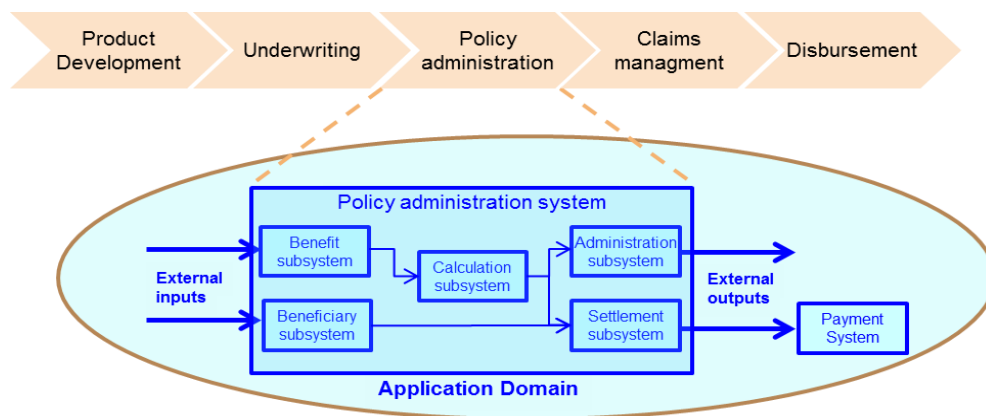 Product
Development
Underwriting
Policy
administration
Claims
managment
Disbursement
Policy administration system
Benefit
subsystem
Calculation
subsystem
Administration
subsystem
External
inputs
External
outputs
Beneficiary
subsystem
Settlement
subsystem
Payment
System
Application Domain